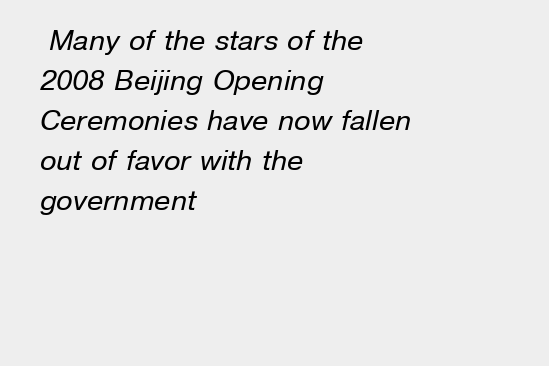 Many of the stars of the
2008 Beijing Opening
Ceremonies have now fallen
out of favor with the
government